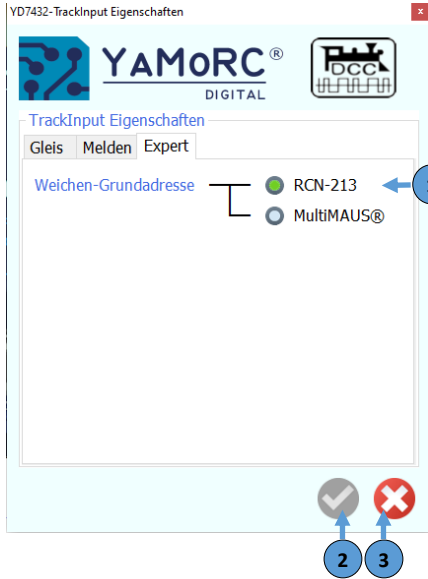 YD7432-TrackInput Eigenschaften
x
YAMoRC®
DIGITAL
DCC
TrackInput Eigenschaften
Gleis Melden Expert
Weichen-Grundadresse
RCN-213
MultiMAUS®
2 3